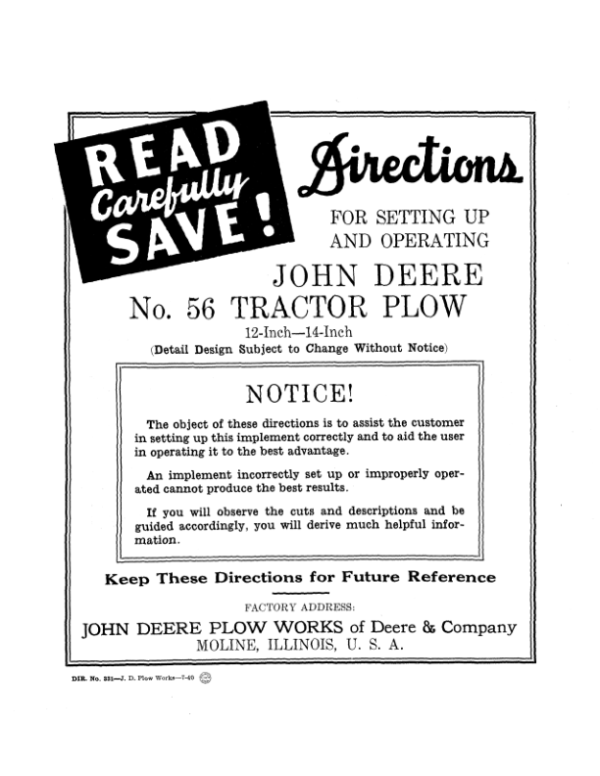 READ
Carefully
SAVE!
Directions
FOR SETTING UP
AND OPERATING
JOHN DEERE
No. 56 TRACTOR PLOW
12-Inch—14-Inch
(Detail Design Subject to Change Without Notice)
NOTICE!
The object of these directions is to assist the customer
in setting up this implement correctly and to aid the user
in operating it to the best advantage.
An implement incorrectly set up or improperly oper-
ated cannot produce the best results.
If you will observe the cuts and descriptions and be
guided accordingly, you will derive much helpful infor-
mation.
Keep These Directions for Future Reference
FACTORY ADDRESS:
JOHN DEERE PLOW WORKS of Deere & Company
MOLINE, ILLINOIS, U. S. A.
DIR. No. —J. D. Plow Works—7-40